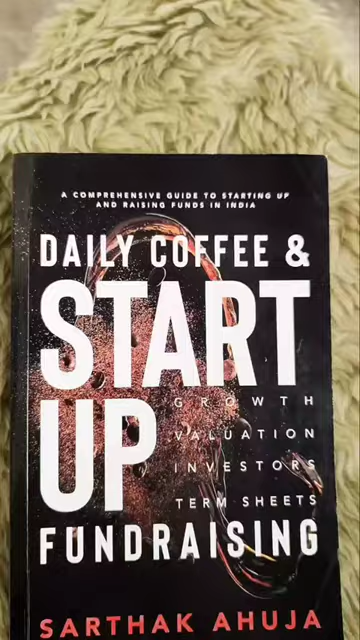 A COMPREHENSIVE GUIDE TO STARTING UP
AND RAISING FUNDS IN INDIA
DAILY COFFEE &
START
UP
GROWTH
VALUATION
INVESTORS
TERM SHEETS
FUNDRAISING
SARTHAK AHUJA